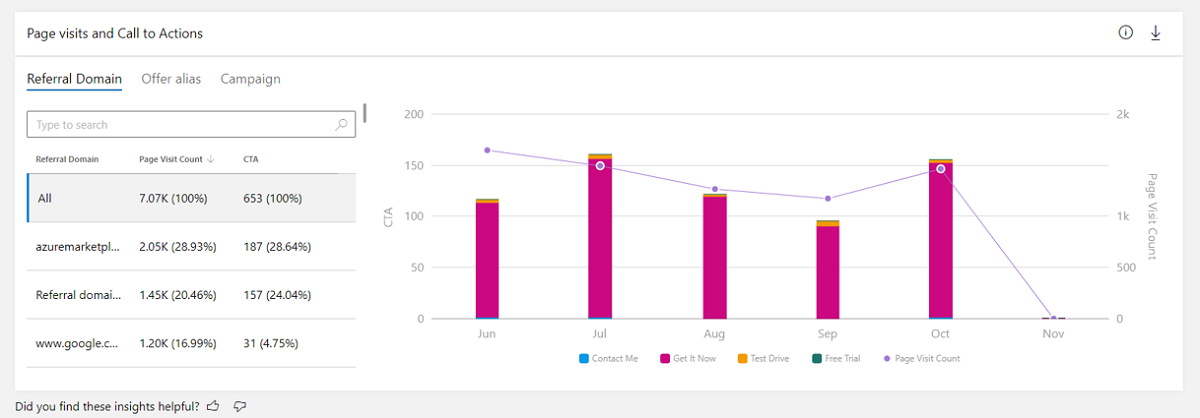 Page visits and Call to Actions
Referral Domain Offer alias Campaign
Type to search
Referral Domain Page Visit Count ↓ CTA
All 7.07K (100%) 653 (100%)
azuremarketpl... 2.05K (28.93%) 187 (28.64%)
Referral domai... 1.45K (20.46%) 157 (24.04%)
www.google.c... 1.20K (16.99%) 31 (4.75%)
CTA
200
150
100
50
0
2k
1k
500
0
Page Visit Count
Jun Jul Aug Sep Oct Nov
Contact Me Get It Now Test Drive Free Trial Page Visit Count
Did you find these insights helpful?